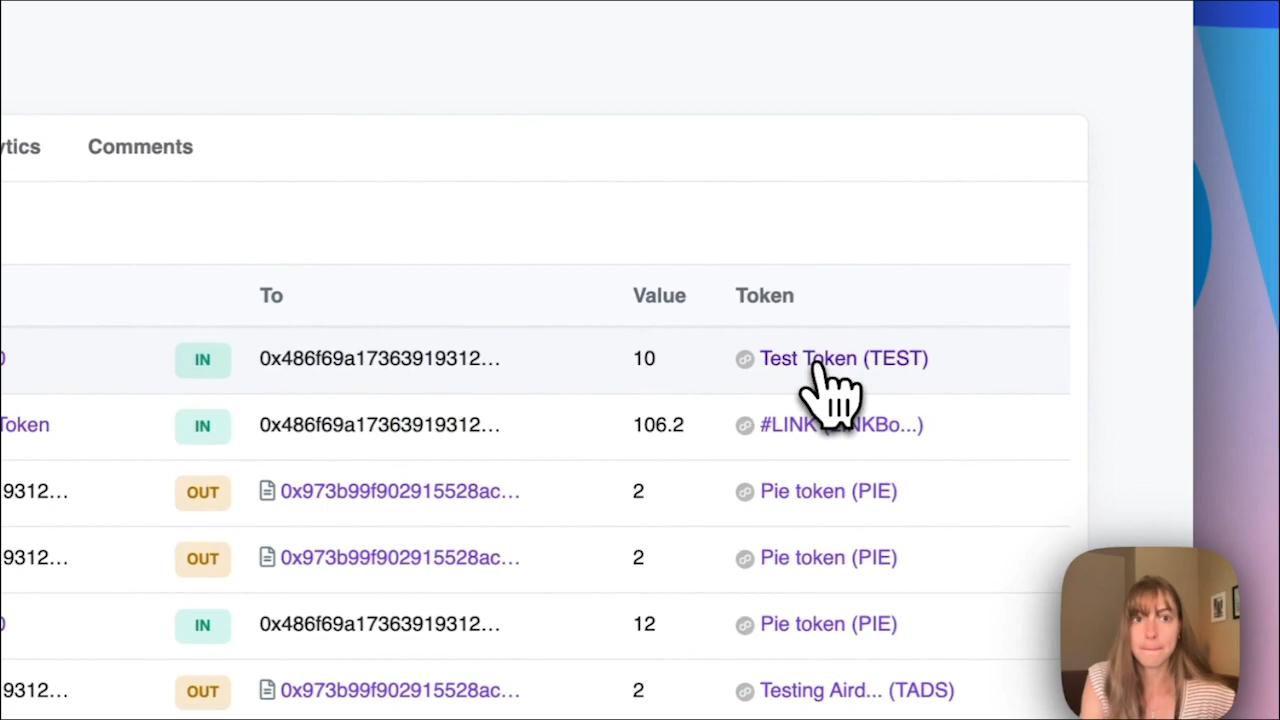 ytics Comments
To Value Token
IN 0x486f69a17363919312... 10 Test Token (TEST)
Token IN 0x486f69a17363919312... 106.2 #LINK
9312... OUT 0x973b99f902915528ac... 2 Pie token (PIE)
9312... OUT 0x973b99f902915528ac... 2 Pie token (PIE)
IN 0x486f69a17363919312... 12 Pie token (PIE)
9312... OUT 0x973b99f902915528ac... 2 Testing Aird... (TADS)